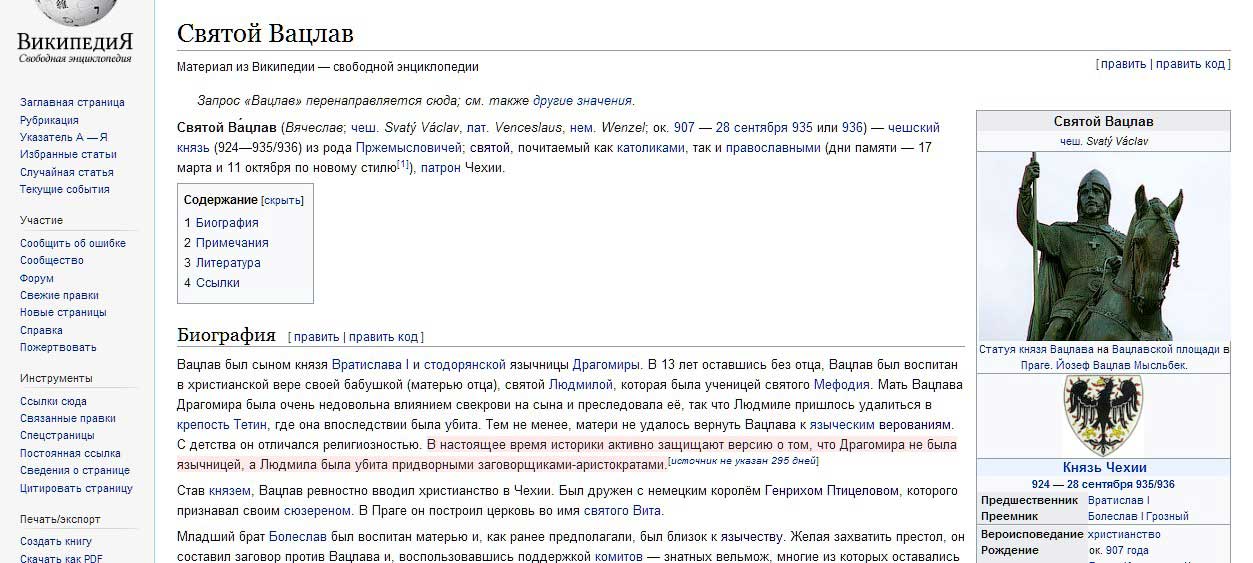 ВикипедиЯ
Свободная энциклопедия
Заглавная страница
Рубрикация
Указатель А — Я
Избранные статьи
Случайная статья
Текущие события
Участие
Сообщить об ошибке
Сообщество
Форум
Свежие правки
Новые страницы
Справка
Пожертвовать
Инструменты
Ссылки сюда
Связанные правки
Спецстраницы
Постоянная ссылка
Сведения о странице
Цитировать страницу
Печать/экспорт
Создать книгу
Скачать как PDF
Святой Вацлав
Материал из Википедии — свободной энциклопедии
[ править | править код ]
Запрос «Вацлав» перенаправляется сюда; см. также другие значения.
Святой Ва́цлав (Вячеслав; чеш. Svatý Václav, лат. Venceslaus, нем. Wenzel; ок. 907 — 28 сентября 935 или 936) — чешский
князь (924—935/936) из рода Пржемысловичей; святой, почитаемый как католиками, так и православными (дни памяти — 17
марта и 11 октября по новому стилю[1]), патрон Чехии.
Содержание [скрыть]
1 Биография
2 Примечания
3 Литература
4 Ссылки
Биография [ править | править код ]
Вацлав был сыном князя Вратислава I и стодорянской язычницы Драгомиры. В 13 лет оставшись без отца, Вацлав был воспитан
в христианской вере своей бабушкой (матерью отца), святой Людмилой, которая была ученицей святого Мефодия. Мать Вацлава
Драгомира была очень недовольна влиянием свекрови на сына и преследовала её, так что Людмиле пришлось удалиться в
крепость Тетин, где она впоследствии была убита. Тем не менее, матери не удалось вернуть Вацлава к языческим верованиям.
С детства он отличался религиозностью. В настоящее время историки активно защищают версию о том, что Драгомира не была
язычницей, а Людмила была убита придворными заговорщиками-аристократами.[источник не указан 295 дней]
Став князем, Вацлав ревностно вводил христианство в Чехии. Был дружен с немецким королём Генрихом Птицеловом, которого
признавал своим сюзереном. В Праге он построил церковь во имя святого Вита.
Младший брат Болеслав был воспитан матерью и, как ранее предполагали, был близок к язычеству. Желая захватить престол, он
составил заговор против Вацлава и, воспользовавшись поддержкой комитов — знатных вельмож, многие из которых оставались
Святой Вацлав
чеш. Svatý Václav
Статуя князя Вацлава на Вацлавской площади в
Праге. Йозеф Вацлав Мысльбек.
Князь Чехии
924 — 28 сентября 935/936
Предшественник Вратислав I
Преемник Болеслав I Грозный
Вероисповедание христианство
Рождение ок. 907 года